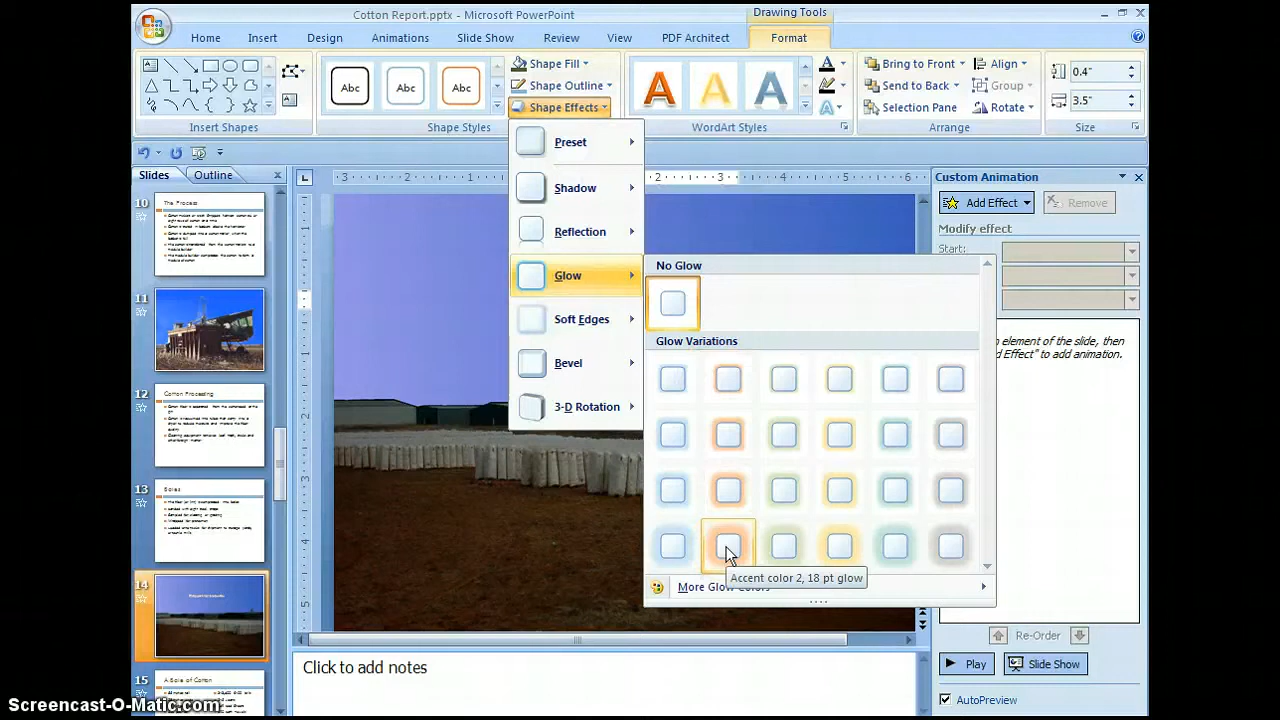 Cotton Report.pptx - Microsoft PowerPoint
Drawing Tools
Home Insert Design Animations Slide Show Review View PDF Architect Format
Shape Fill
Shape Outline
Shape Effects
Abc Abc Abc
A A A
Bring to Front
Send to Back
Selection Pane
Align
Group
Rotate
0.4"
3.5"
Insert Shapes Shape Styles WordArt Styles Arrange Size
Slides Outline
Preset
Shadow
Reflection
Glow
Soft Edges
Bevel
3-D Rotation
No Glow
Glow Variations
Accent color 2, 18 pt glow
More Glow Colors...
Custom Animation
Add Effect Remove
Modify effect
Start:
element of the slide, then
Effect" to add animation.
Re-Order
Play Slide Show
AutoPreview
10
The Process
11
12
Cotton Processing
13
Bales
14
15
A Bale of Cotton
Click to add notes
Screencast-O-Matic.com